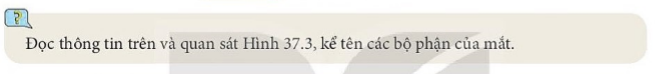 Đọc thông tin trên và quan sát Hình 37.3, kể tên các bộ phận của mắt.